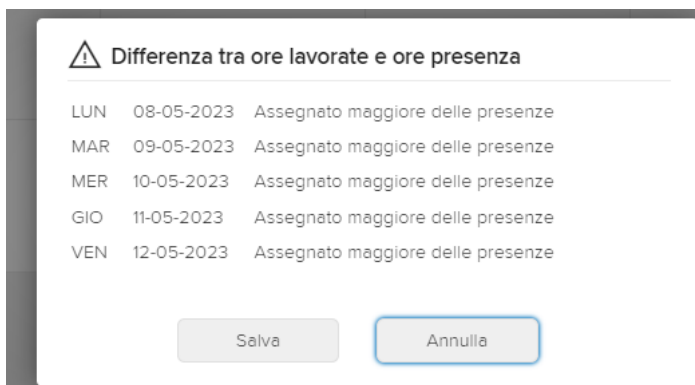 Differenza tra ore lavorate e ore presenza
LUN 08-05-2023 Assegnato maggiore delle presenze
MAR 09-05-2023 Assegnato maggiore delle presenze
MER 10-05-2023 Assegnato maggiore delle presenze
GIO 11-05-2023 Assegnato maggiore delle presenze
VEN 12-05-2023 Assegnato maggiore delle presenze
Salva Annulla